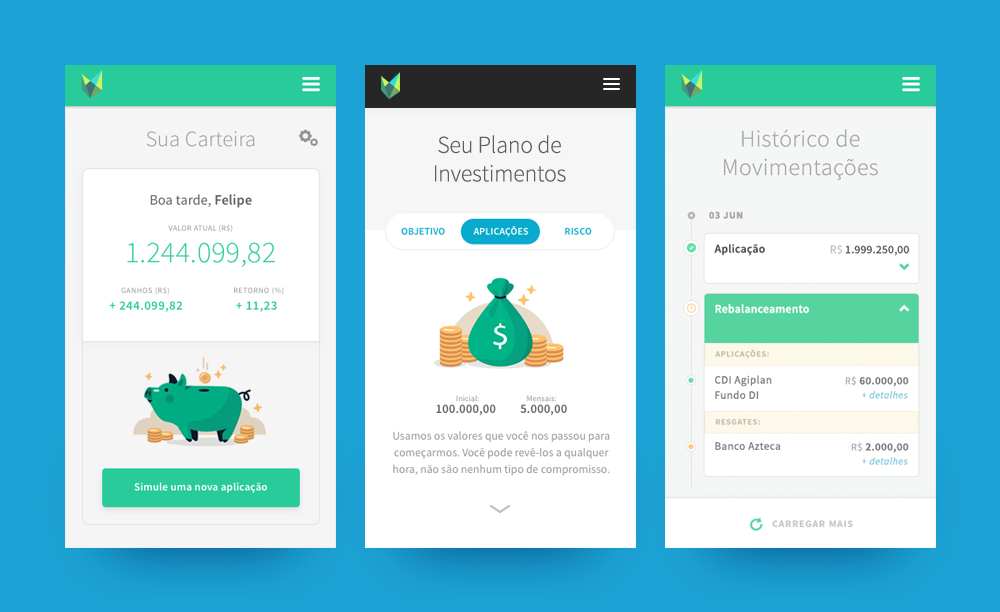 Sua Carteira
Boa tarde, Felipe
VALOR ATUAL (R$)
1.244.099,82
GANHOS (R$) RETORNO (%)
+ 244.099,82 + 11,23
Simule uma nova aplicação
Seu Plano de
Investimentos
OBJETIVO APLICAÇÕES RISCO
$
Inicial: Mensais:
100.000,00 5.000,00
Usamos os valores que você nos passou para
começarmos. Você pode revê-los a qualquer
hora, não são nenhum tipo de compromisso.
Histórico de
Movimentações
03 JUN
Aplicação R$ 1.999.250,00
Rebalanceamento
APLICAÇÕES:
CDI Agiplan R$ 60.000,00
Fundo DI + detalhes
RESGATES:
Banco Azteca R$ 2.000,00
+ detalhes
CARREGAR MAIS